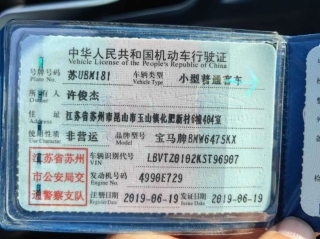 中华人民共和国机动车行驶证
Vehicle License of the People's Republic of China
号牌号码 苏UBM181 车辆类型 小型普通客车
Plate No. Vehicle Type
所有人 许俊杰
Owner
住址 江苏省苏州市昆山市玉山镇化肥新村6幢404室
Address
使用性质 非营运 品牌型号 宝马牌BMW6475KX
Use Character Model
江苏省苏州市公安局交通警察支队
车辆识别代号 LBVTZ0102KST96907
VIN
发动机号码 4990E729
Engine No.
注册日期 2019-06-19 发证日期 2019-06-19
Register Date Issue Date